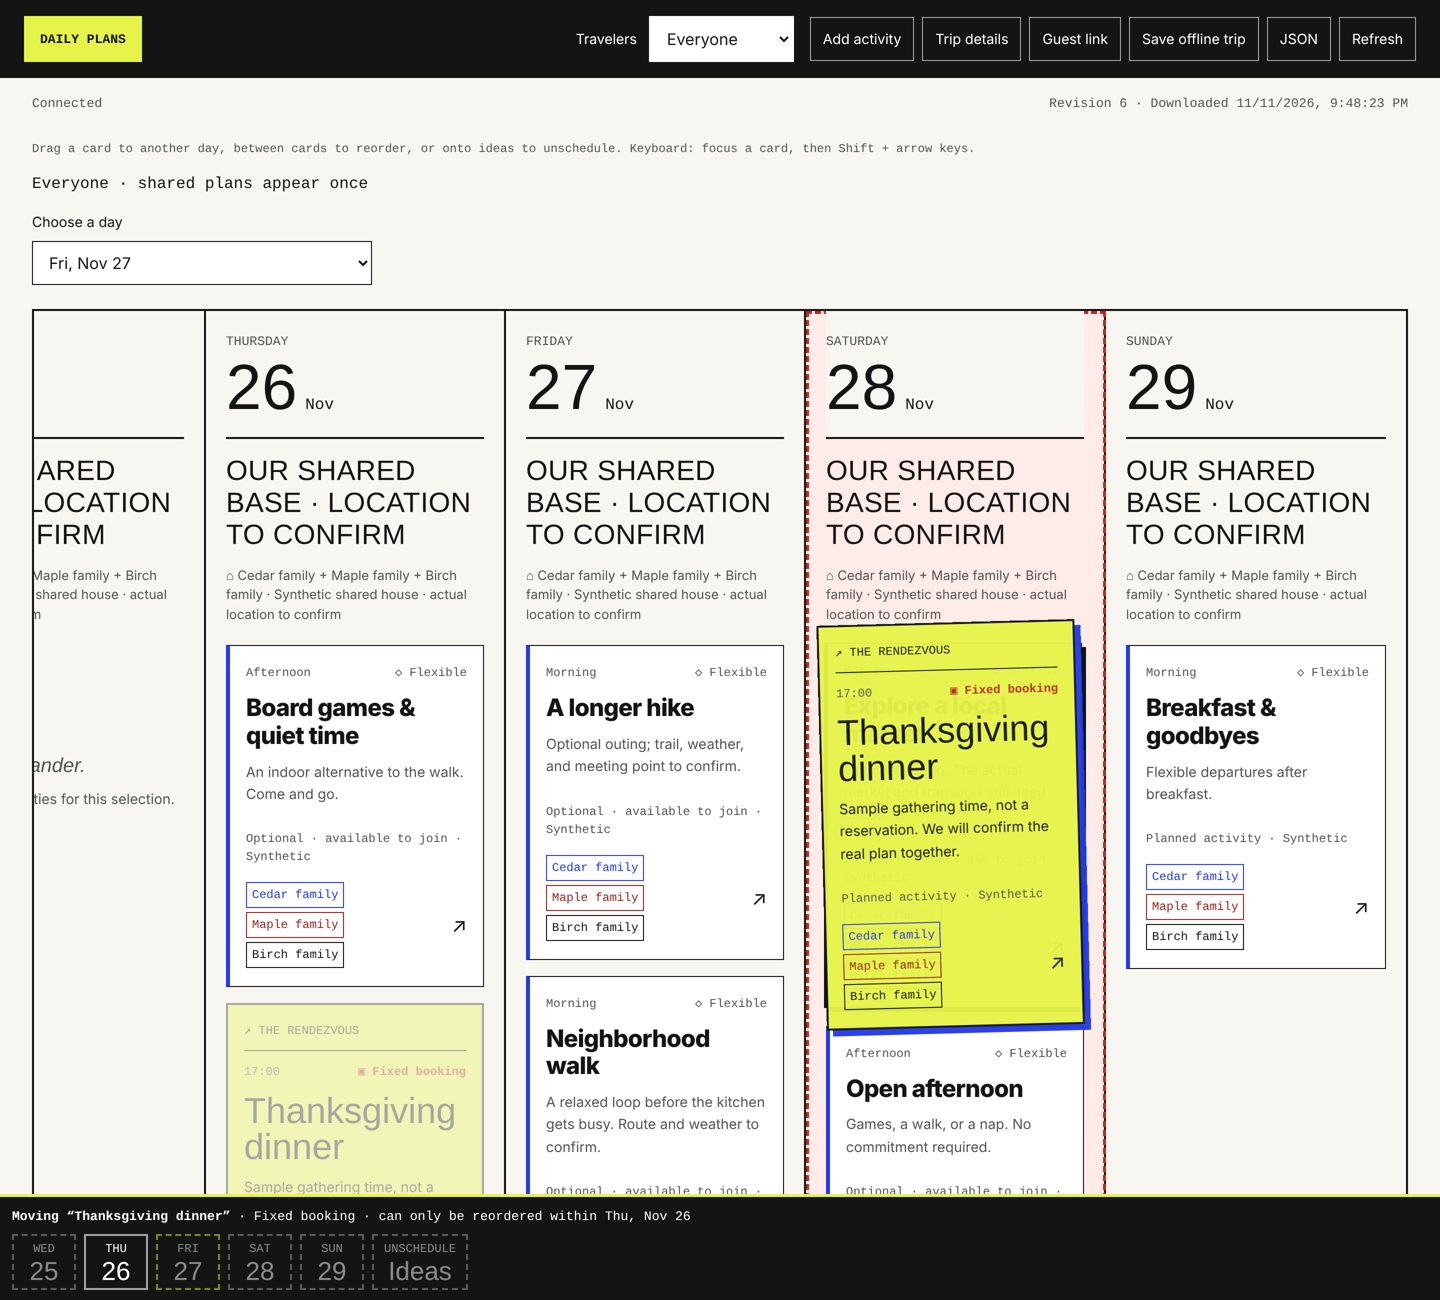 DAILY PLANS
Travelers
Everyone
Add activity
Trip details
Guest link
Save offline trip
JSON
Refresh
Connected
Revision 6 · Downloaded 11/11/2026, 9:48:23 PM
Drag a card to another day, between cards to reorder, or onto ideas to unschedule. Keyboard: focus a card, then Shift + arrow keys.
Everyone · shared plans appear once
Choose a day
Fri, Nov 27
ARED
LOCATION
FIRM
Maple family + Birch
shared house · actual
m
ander.
ties for this selection.
THURSDAY
26 Nov
OUR SHARED
BASE · LOCATION
TO CONFIRM
⌂ Cedar family + Maple family + Birch
family · Synthetic shared house · actual
location to confirm
Afternoon
◇ Flexible
Board games &
quiet time
An indoor alternative to the walk.
Come and go.
Optional · available to join ·
Synthetic
Cedar family
Maple family
Birch family
↗
↗ THE RENDEZVOUS
17:00
▣ Fixed booking
Thanksgiving
dinner
Sample gathering time, not a
FRIDAY
27 Nov
OUR SHARED
BASE · LOCATION
TO CONFIRM
⌂ Cedar family + Maple family + Birch
family · Synthetic shared house · actual
location to confirm
Morning
◇ Flexible
A longer hike
Optional outing; trail, weather,
and meeting point to confirm.
Optional · available to join ·
Synthetic
Cedar family
Maple family
Birch family
↗
Morning
◇ Flexible
Neighborhood
walk
A relaxed loop before the kitchen
gets busy. Route and weather to
confirm.
Optional · available to join ·
SATURDAY
28 Nov
OUR SHARED
BASE · LOCATION
TO CONFIRM
⌂ Cedar family + Maple family + Birch
family · Synthetic shared house · actual
location to confirm
↗ THE RENDEZVOUS
17:00
▣ Fixed booking
Explore a local
Thanksgiving
dinner
Sample gathering time, not a
reservation. We will confirm the
real plan together.
Planned activity · Synthetic
Cedar family
Maple family
Birch family
↗
Afternoon
◇ Flexible
Open afternoon
Games, a walk, or a nap. No
commitment required.
Optional · available to join ·
SUNDAY
29 Nov
OUR SHARED
BASE · LOCATION
TO CONFIRM
⌂ Cedar family + Maple family + Birch
family · Synthetic shared house · actual
location to confirm
Morning
◇ Flexible
Breakfast &
goodbyes
Flexible departures after
breakfast.
Planned activity · Synthetic
Cedar family
Maple family
Birch family
↗
Moving “Thanksgiving dinner” · Fixed booking · can only be reordered within Thu, Nov 26
WED
25
THU
26
FRI
27
SAT
28
SUN
29
UNSCHEDULE
Ideas